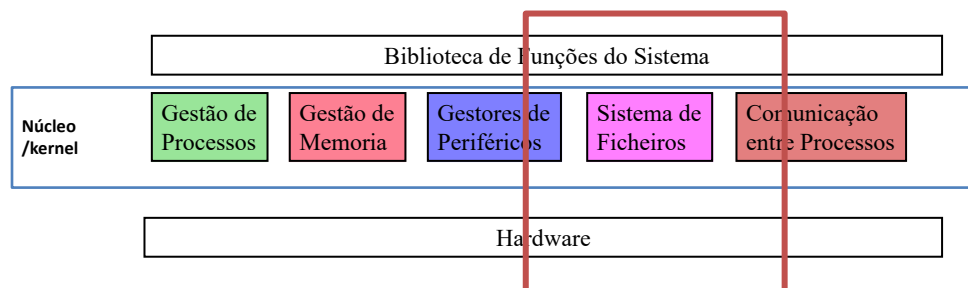 Biblioteca de Funções do Sistema
Núcleo
/kernel
Gestão de
Processos
Gestão de
Memoria
Gestores de
Periféricos
Sistema de
Ficheiros
Comunicação
entre Processos
Hardware